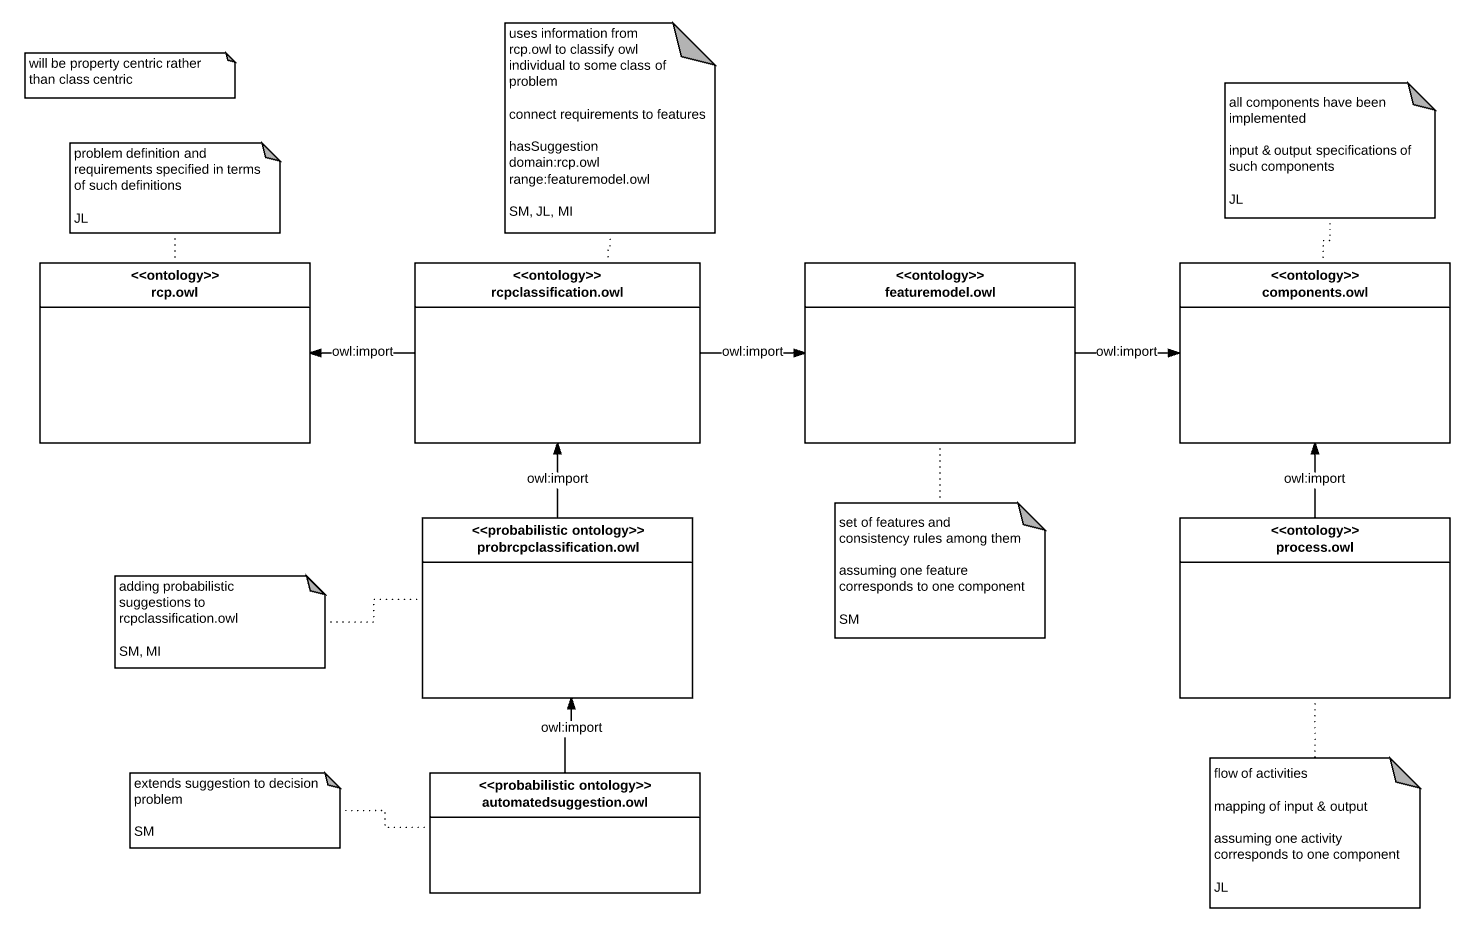 will be property centric rather
than class centric
problem definition and
requirements specified in terms
of such definitions
JL
uses information from
rcp.owl to classify owl
individual to some class of
problem
connect requirements to features
hasSuggestion
domain:rcp.owl
range:featuremodel.owl
SM, JL, MI
all components have been
implemented
input & output specifications of
such components
JL
<<ontology>>
rcp.owl
<<ontology>>
rcpclassification.owl
<<ontology>>
featuremodel.owl
<<ontology>>
components.owl
owl:import
owl:import
owl:import
owl:import
owl:import
<<probabilistic ontology>>
probrcpclassification.owl
set of features and
consistency rules among them
assuming one feature
corresponds to one component
SM
<<ontology>>
process.owl
adding probabilistic
suggestions to
rcpclassification.owl
SM, MI
owl:import
extends suggestion to decision
problem
SM
<<probabilistic ontology>>
automatedsuggestion.owl
flow of activities
mapping of input & output
assuming one activity
corresponds to one component
JL